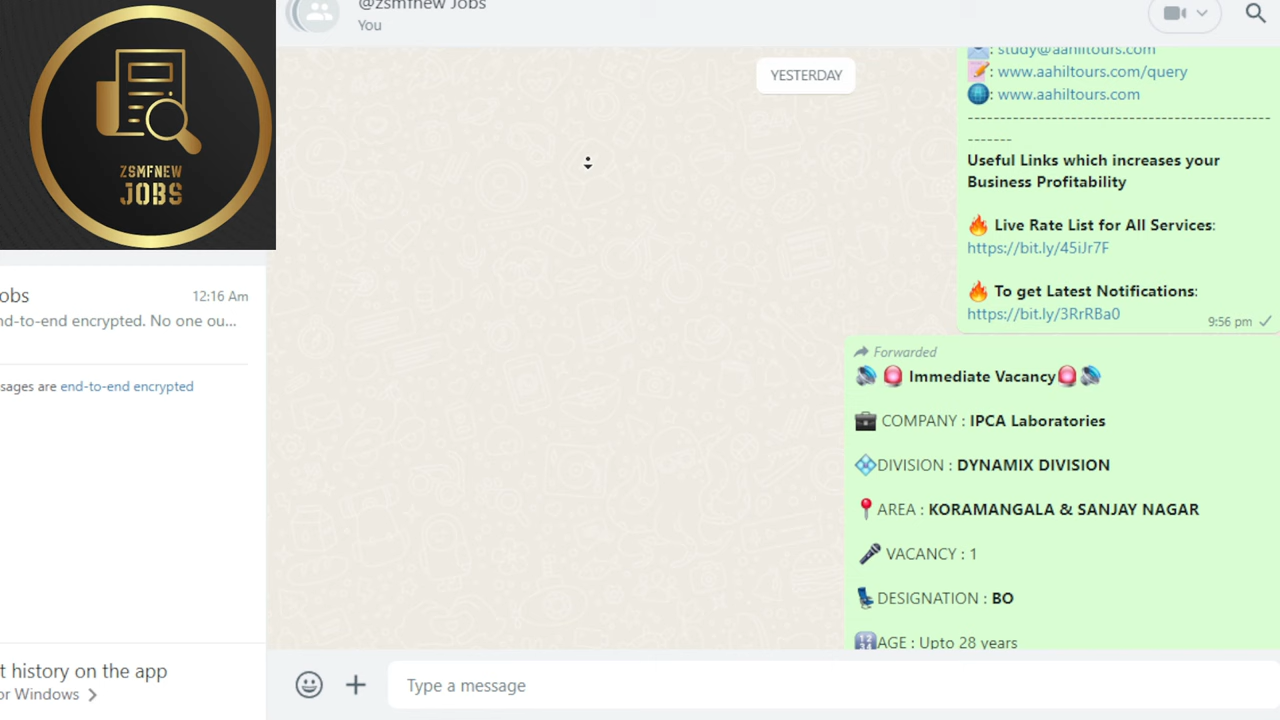 @zsmfnew Jobs
You
ZSMFNEW
JOBS
obs
12:16 Am
nd-to-end encrypted. No one ou...
sages are end-to-end encrypted
t history on the app
or Windows
YESTERDAY
: study@aahiltours.com
: www.aahiltours.com/query
: www.aahiltours.com
--------------------------------------------
-------
Useful Links which increases your
Business Profitability
🔥 Live Rate List for All Services:
https://bit.ly/45iJr7F
🔥 To get Latest Notifications:
https://bit.ly/3RrRBa0
9:56 pm
Forwarded
🔊 🚨 Immediate Vacancy🚨🔊
💼 COMPANY : IPCA Laboratories
💠DIVISION : DYNAMIX DIVISION
📍AREA : KORAMANGALA & SANJAY NAGAR
🎤 VACANCY : 1
💺DESIGNATION : BO
🔢AGE : Upto 28 years
Type a message